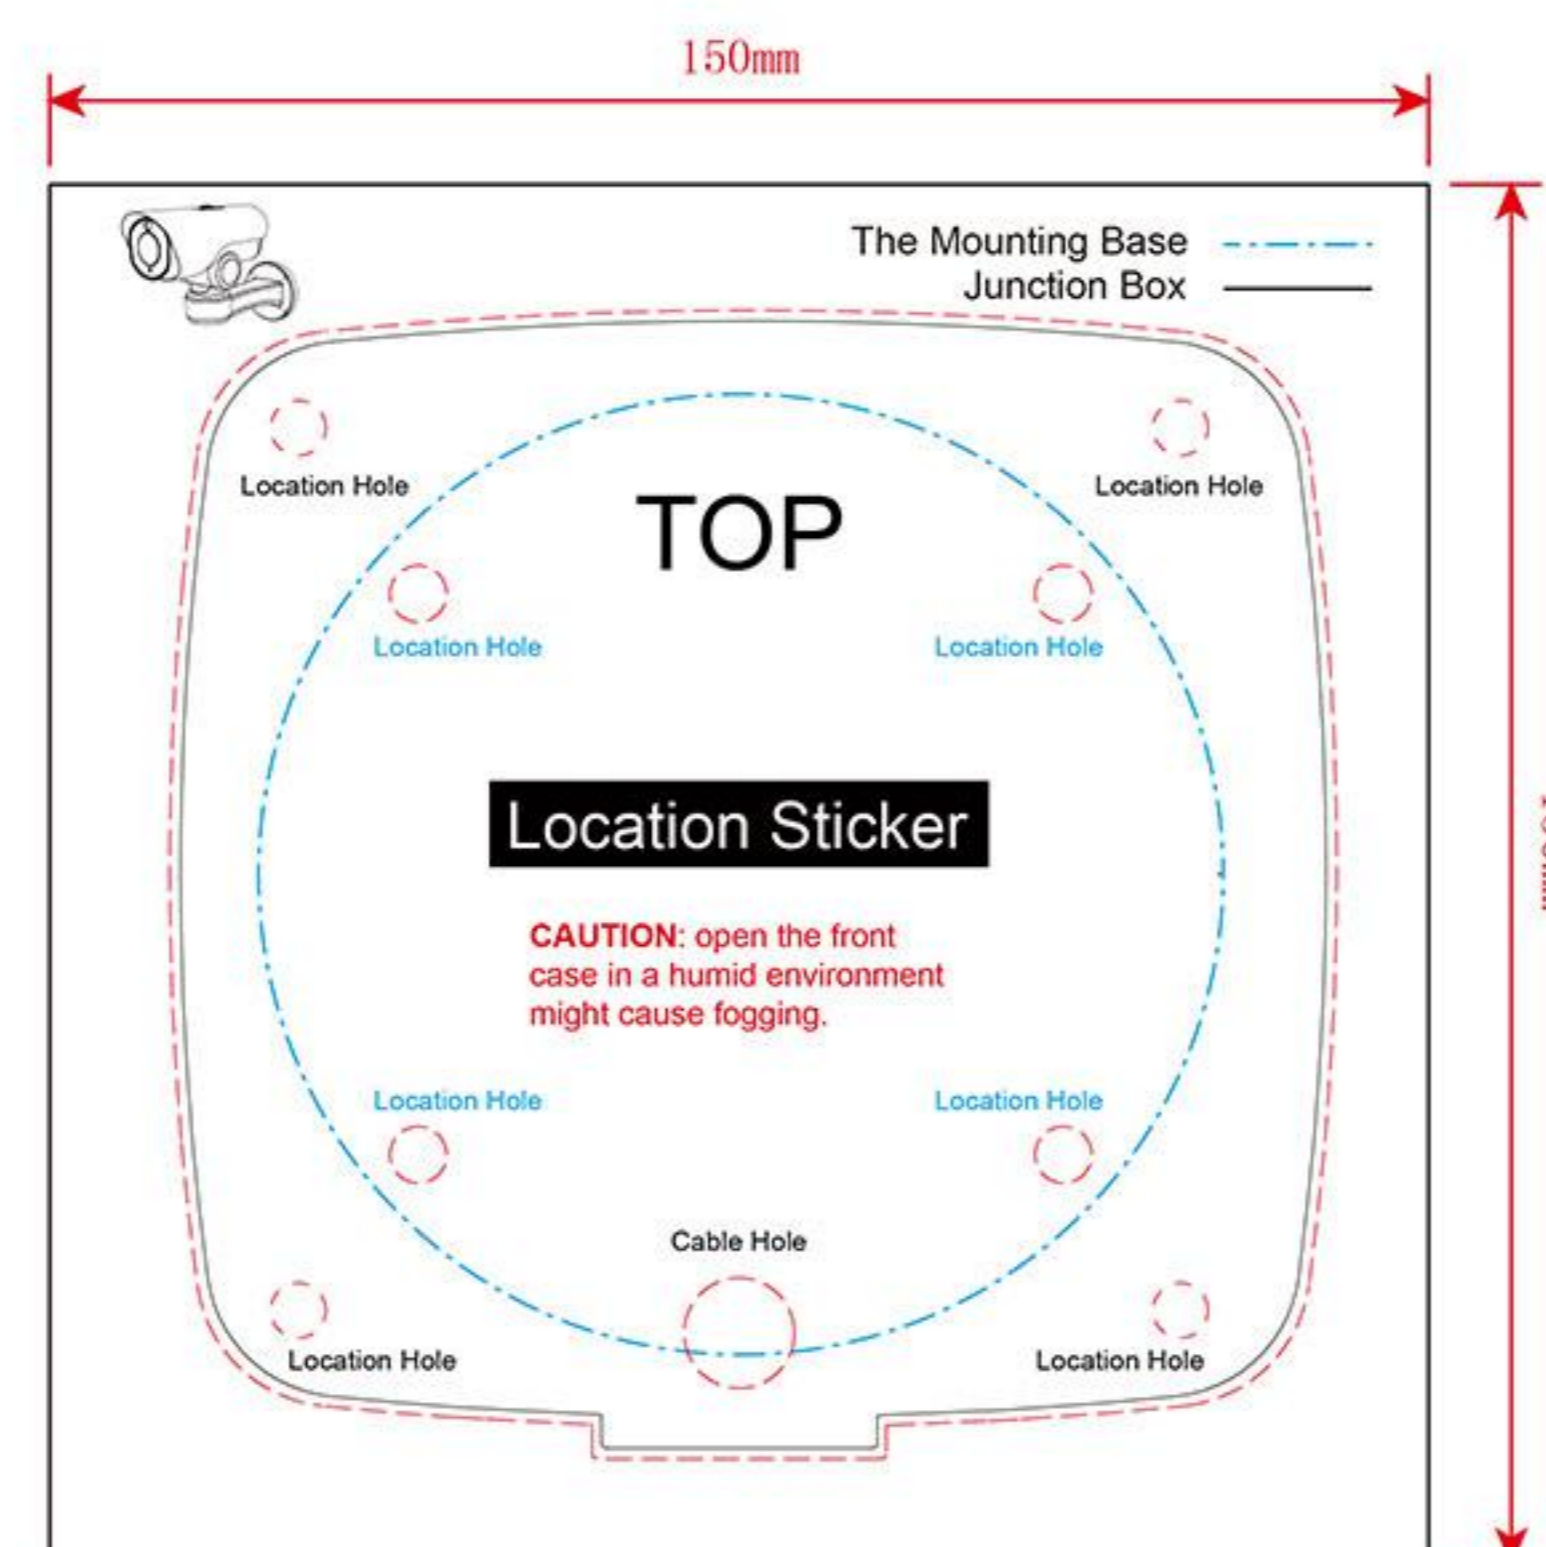 150mm
The Mounting Base
Junction Box
Location Hole
Location Hole
TOP
Location Hole
Location Hole
Location Sticker
CAUTION: open the front
case in a humid environment
might cause fogging.
Location Hole
Location Hole
Cable Hole
Location Hole
Location Hole